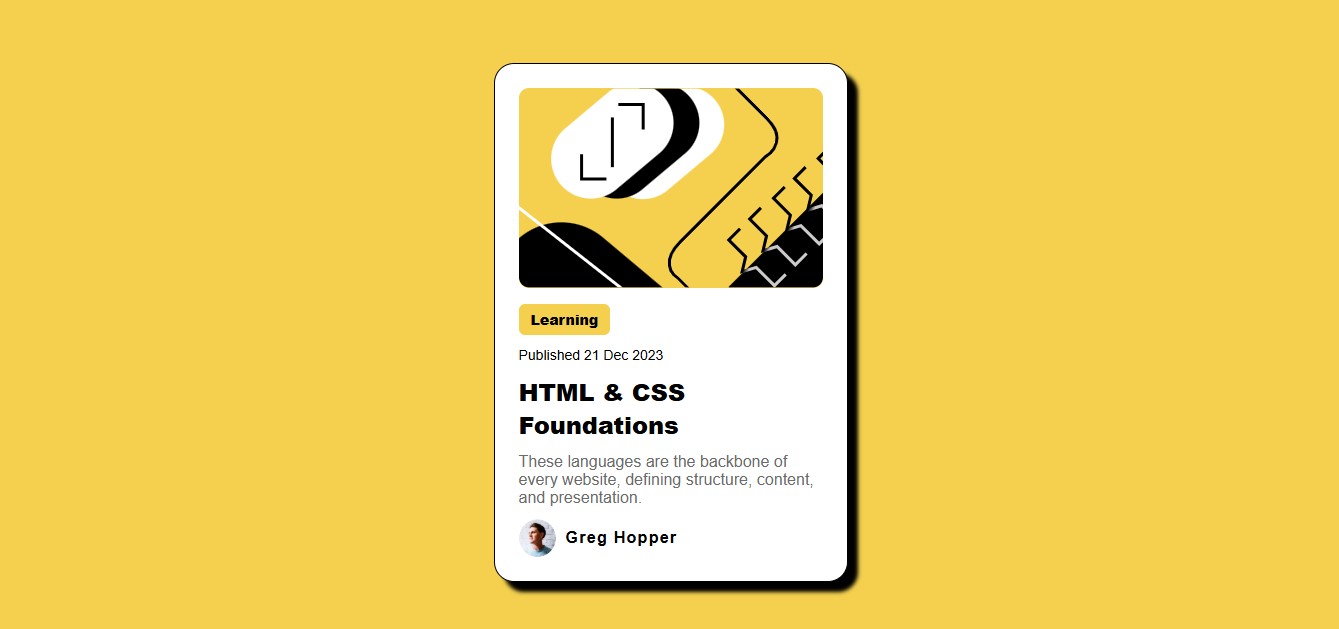 Learning
Published 21 Dec 2023
HTML & CSS
Foundations
These languages are the backbone of
every website, defining structure, content,
and presentation.
Greg Hopper